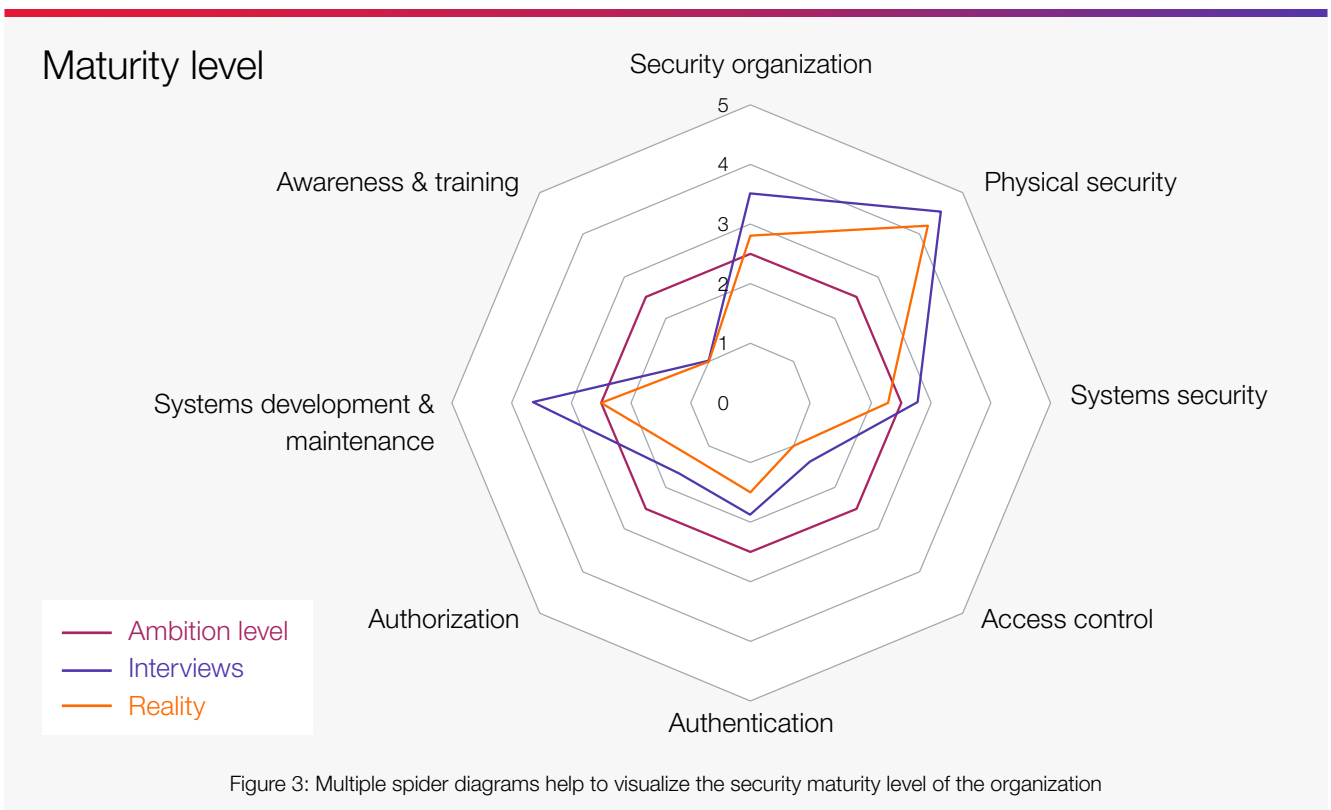 Maturity level
Security organization
5
4
3
2
1
0
Awareness & training
Physical security
Systems development &
maintenance
Systems security
Authorization
Access control
Authentication
Ambition level
Interviews
Reality
Figure 3: Multiple spider diagrams help to visualize the security maturity level of the organization